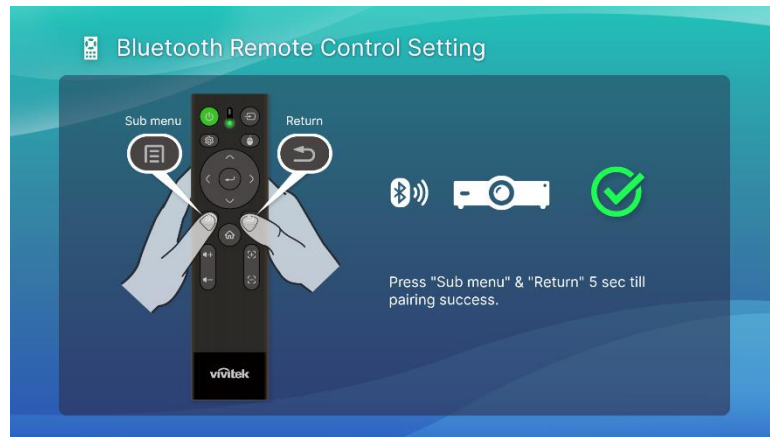 Bluetooth Remote Control Setting
Sub menu
Return
Press "Sub menu" & "Return" 5 sec till
pairing success.
vivitek